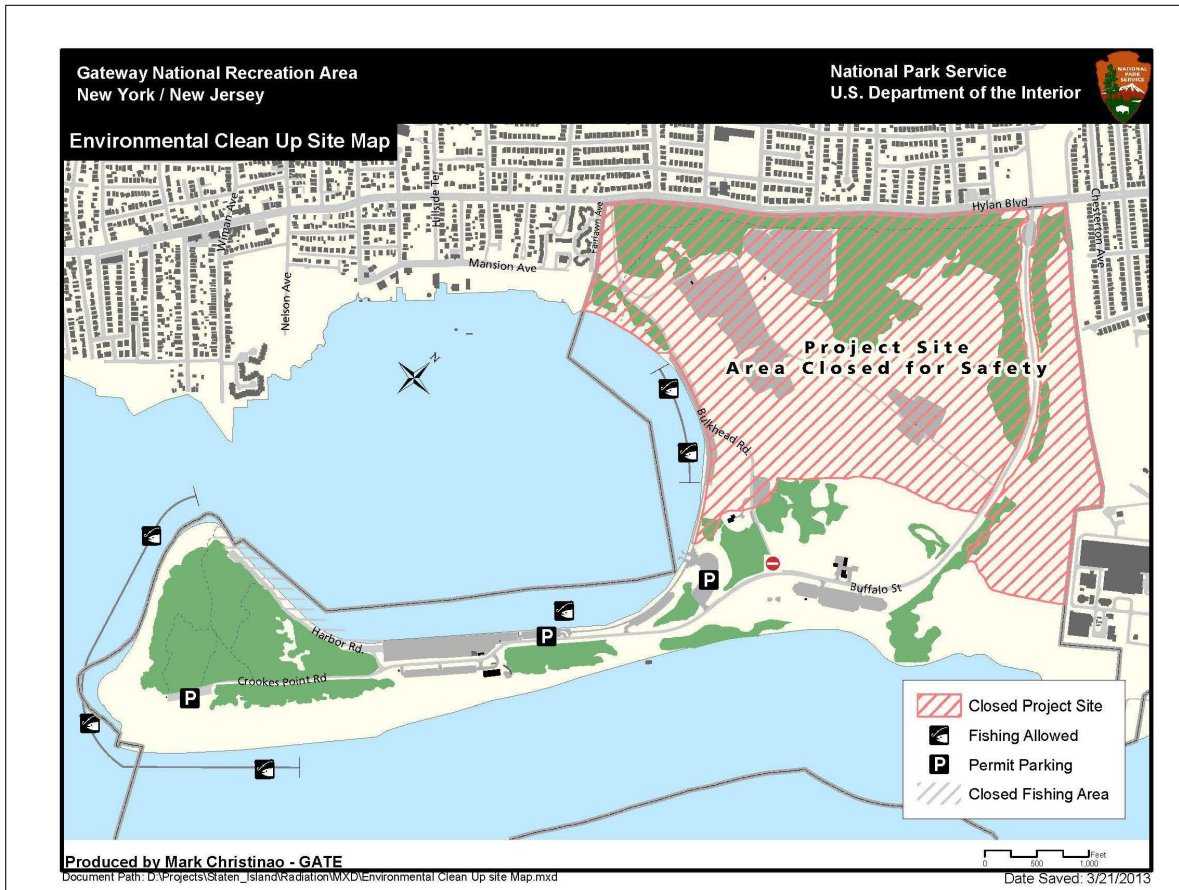 Gateway National Recreation Area
New York / New Jersey
National Park Service
U.S. Department of the Interior
NATIONAL
PARK
SERVICE
Environmental Clean Up Site Map
Wiman Ave
Hillside Ter
Fairlawn Ave
Hylan Blvd
Chesterton Ave
Nelson Ave
Mansion Ave
N
Project Site
Area Closed for Safety
Bulkhead Rd.
P
Buffalo St
Harbor Rd.
P
Crookes Point Rd
P
Closed Project Site
Fishing Allowed
P Permit Parking
Closed Fishing Area
Feet
0 500 1,000
Produced by Mark Christinao - GATE
Document Path: D:\Projects\Staten_Island\Radiation\MXD\Environmental Clean Up site Map.mxd
Date Saved: 3/21/2013